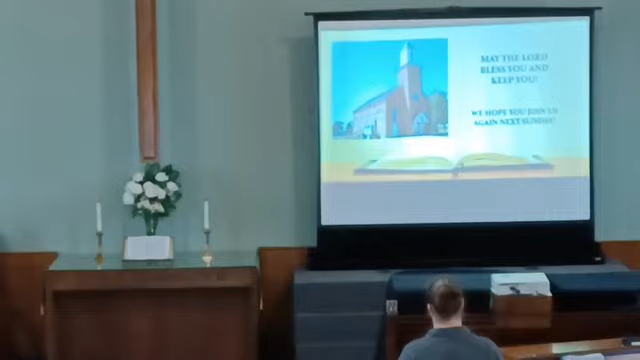 MAY THE LORD
BLESS YOU AND
KEEP YOU!
WE HOPE YOU JOIN US
AGAIN NEXT SUNDAY!